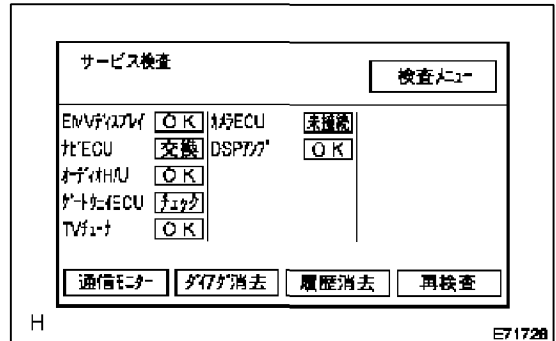 サービス検査
検査ﾒﾆｭｰ
EMVﾃﾞｨｽﾌﾟﾚｲ OK ｶﾒﾗECU 未接続
ﾅﾋﾞECU 交換 DSPｱﾝﾌﾟ OK
ｵｰﾃﾞｨｵH/U OK
ｹﾞｰﾄｳｪｲECU ﾁｪｯｸ
TVﾁｭｰﾅ OK
通信ﾓﾆﾀｰ ﾀﾞｲｱｸﾞ消去 履歴消去 再検査
H
E71728